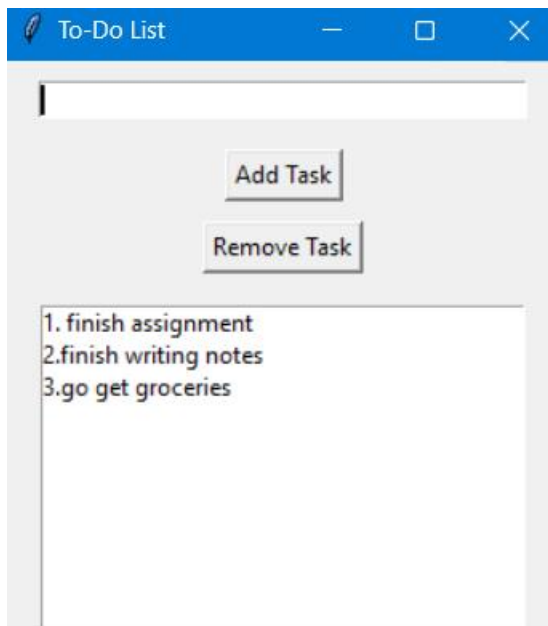 To-Do List
Add Task
Remove Task
1. finish assignment
2.finish writing notes
3.go get groceries